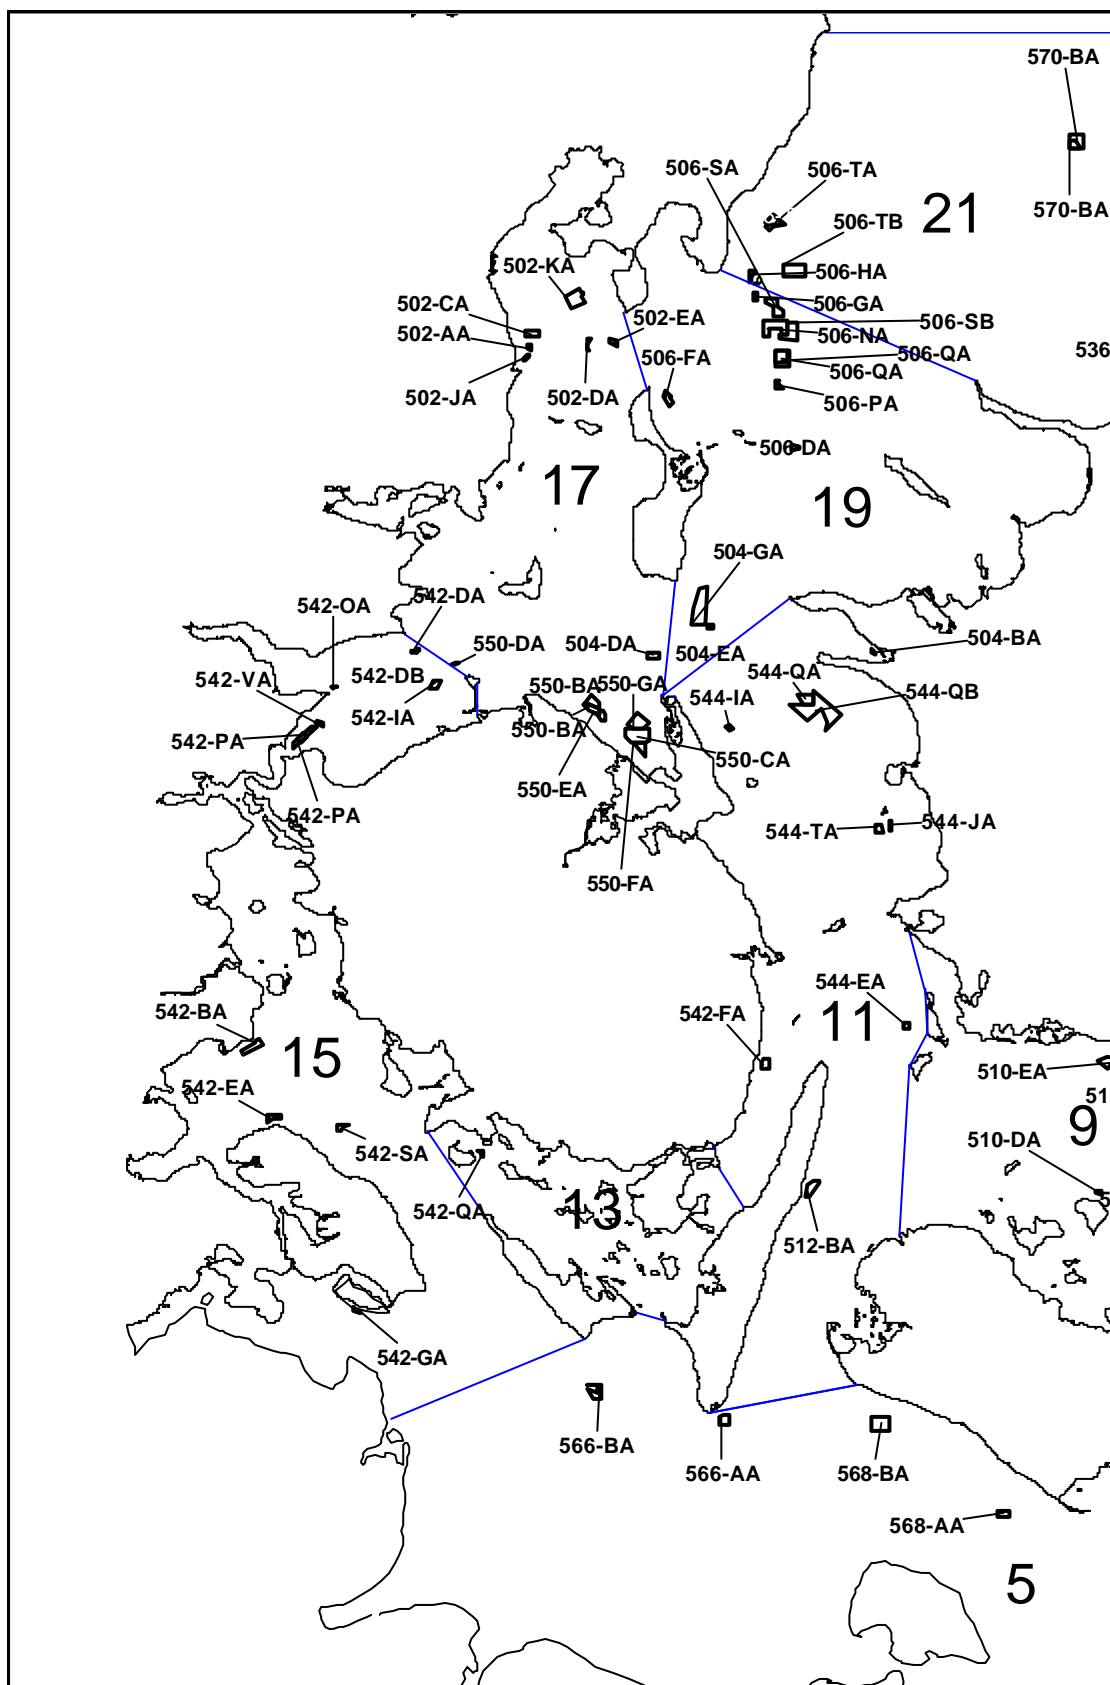 570-BA
506-SA
506-TA
570-BA
21
506-TB
502-KA
506-HA
502-CA
506-GA
502-EA
506-SB
502-AA
506-NA
536
506-FA
506-QA
506-QA
502-JA
502-DA
506-PA
506-DA
17
19
504-GA
542-DA
542-OA
550-DA
504-DA
504-EA
504-BA
542-VA
542-DB
550-BA
550-GA
544-QA
544-QB
544-IA
542-IA
550-BA
542-PA
550-CA
550-EA
542-PA
544-TA
544-JA
550-FA
544-EA
542-BA
542-FA
11
15
510-EA
542-EA
51
9
542-SA
510-DA
5
542-QA
13
512-BA
542-GA
566-BA
566-AA
568-BA
568-AA
5